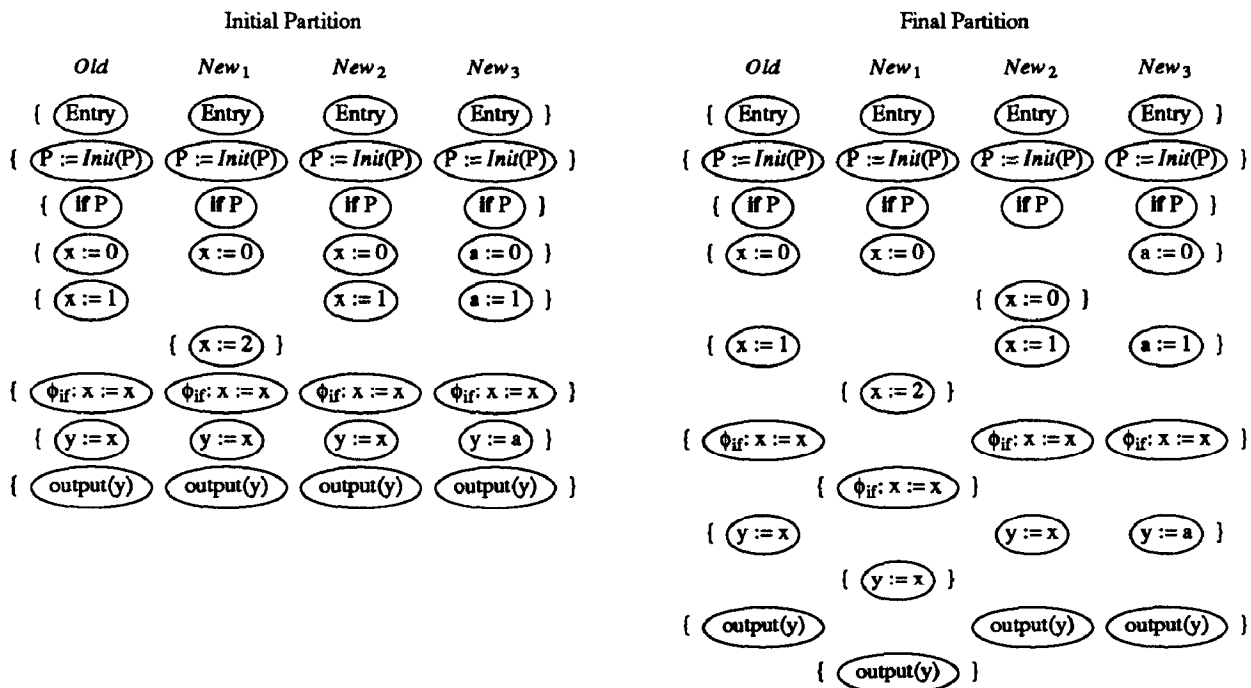 Initial Partition
Old New₁ New₂ New₃
{ Entry Entry Entry Entry }
{ P := Init(P) P := Init(P) P := Init(P) P := Init(P) }
{ if P if P if P if P }
{ x := 0 x := 0 x := 0 a := 0 }
{ x := 1 x := 1 a := 1 }
{ x := 2 }
{ ϕif: x := x ϕif: x := x ϕif: x := x ϕif: x := x }
{ y := x y := x y := x y := a }
{ output(y) output(y) output(y) output(y) }
Final Partition
Old New₁ New₂ New₃
{ Entry Entry Entry Entry }
{ P := Init(P) P := Init(P) P := Init(P) P := Init(P) }
{ if P if P if P if P }
{ x := 0 x := 0 a := 0 }
{ x := 0 }
{ x := 1 x := 1 a := 1 }
{ x := 2 }
{ ϕif: x := x ϕif: x := x ϕif: x := x }
{ ϕif: x := x }
{ y := x y := x y := a }
{ y := x }
{ output(y) output(y) output(y) }
{ output(y) }